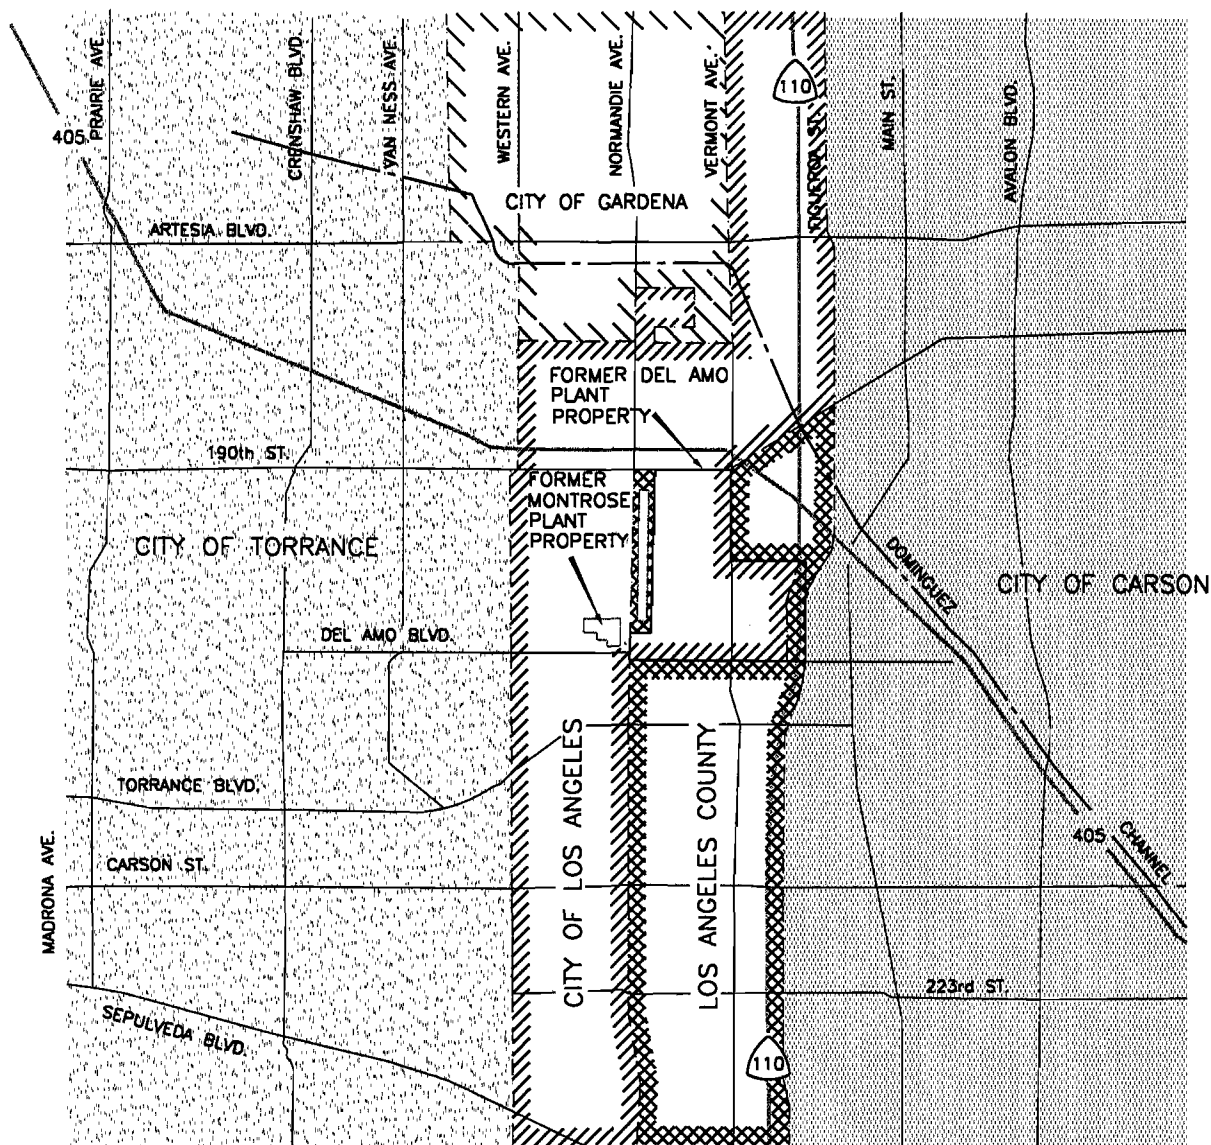 PRAIRIE AVE.
CRENSHAW BLVD.
VAN NESS AVE.
WESTERN AVE.
NORMANDIE AVE.
VERMONT AVE.
110
FIGUEROA ST.
MAIN ST.
AVALON BLVD.
405
CITY OF GARDENA
ARTESIA BLVD.
FORMER DEL AMO
PLANT
PROPERTY
190th ST.
FORMER
MONTROSE
PLANT
PROPERTY
CITY OF TORRANCE
DOMINGUEZ
CITY OF CARSON
DEL AMO BLVD.
CITY OF LOS ANGELES
LOS ANGELES COUNTY
TORRANCE BLVD.
405
CHANNEL
CARSON ST.
MADRONA AVE.
223rd ST.
SEPULVEDA BLVD.
110